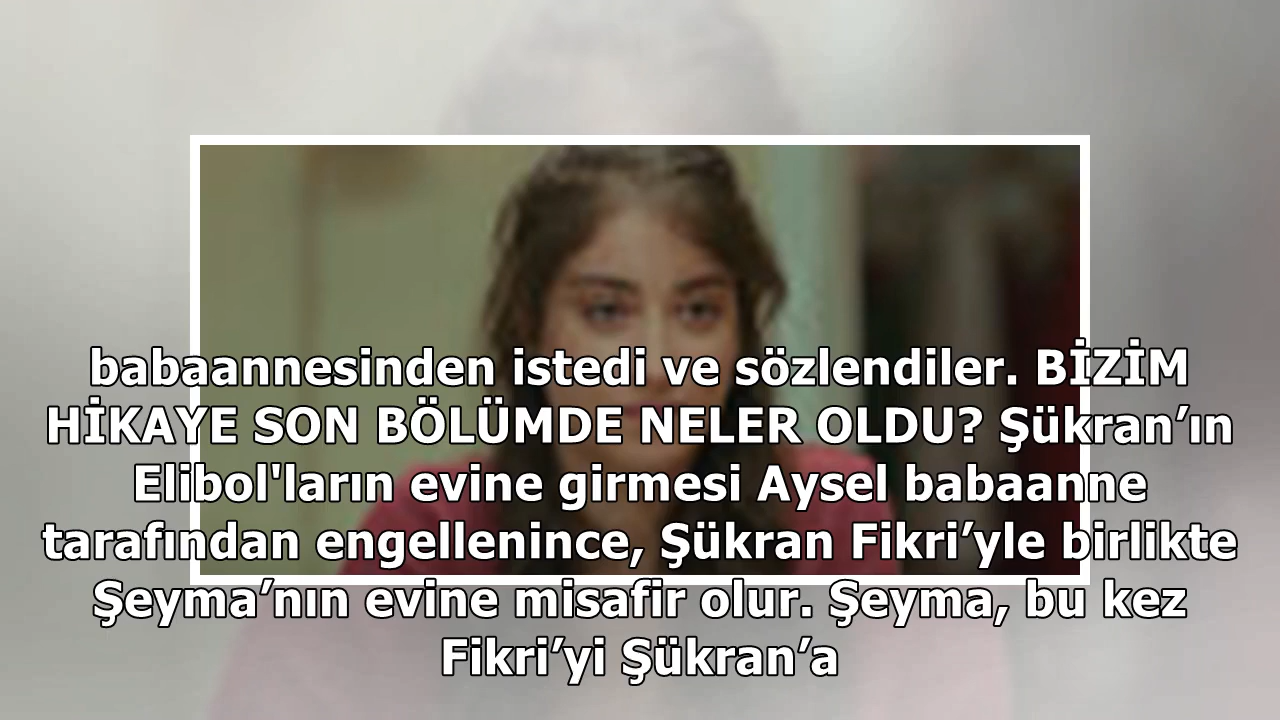 babaannesinden istedi ve sözlendiler. BİZİM
HİKAYE SON BÖLÜMDE NELER OLDU? Şükran’ın
Elibol'ların evine girmesi Aysel babaanne
tarafından engellenince, Şükran Fikri’yle birlikte
Şeyma’nın evine misafir olur. Şeyma, bu kez
Fikri’yi Şükran’a